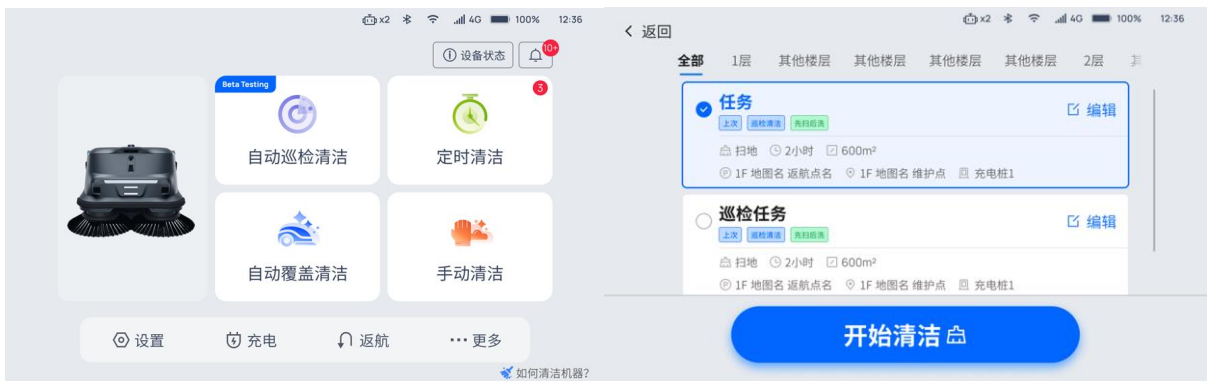 x2 4G 100% 12:36
设备状态 10+
Beta Testing
自动巡检清洁
3
定时清洁
自动覆盖清洁
手动清洁
设置 充电 返航 更多
如何清洁机器?
x2 4G 100% 12:36
返回
全部 1层 其他楼层 其他楼层 其他楼层 其他楼层 2层
任务
编辑
上次 巡检清洁 先扫后洗
扫地 2小时 600m²
1F 地图名 返航点名 1F 地图名 维护点 充电桩1
巡检任务
编辑
上次 巡检清洁 先扫后洗
扫地 2小时 600m²
1F 地图名 返航点名 1F 地图名 维护点 充电桩1
开始清洁